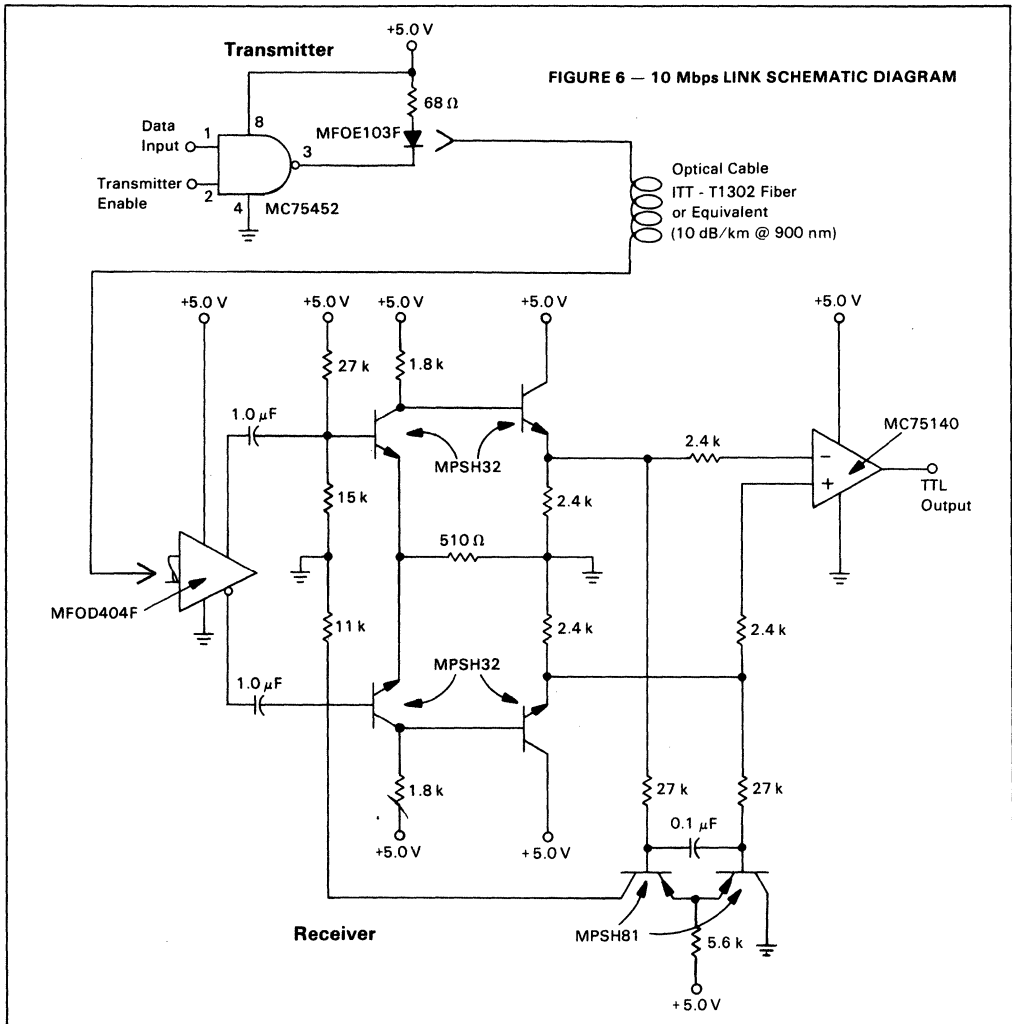 +5.0 V
Transmitter
FIGURE 6 — 10 Mbps LINK SCHEMATIC DIAGRAM
68 Ω
8
Data
Input
1
MFOE103F
3
Transmitter
Enable
2
4
MC75452
Optical Cable
ITT - T1302 Fiber
or Equivalent
(10 dB/km @ 900 nm)
+5.0 V
+5.0 V
+5.0 V
+5.0 V
+5.0 V
27 k
1.8 k
1.0 μF
MPSH32
MC75140
2.4 k
−
+
TTL
Output
15 k
2.4 k
510 Ω
MFOD404F
11 k
2.4 k
2.4 k
MPSH32
1.0 μF
1.8 k
27 k
27 k
0.1 μF
+5.0 V
+5.0 V
Receiver
MPSH81
5.6 k
+5.0 V